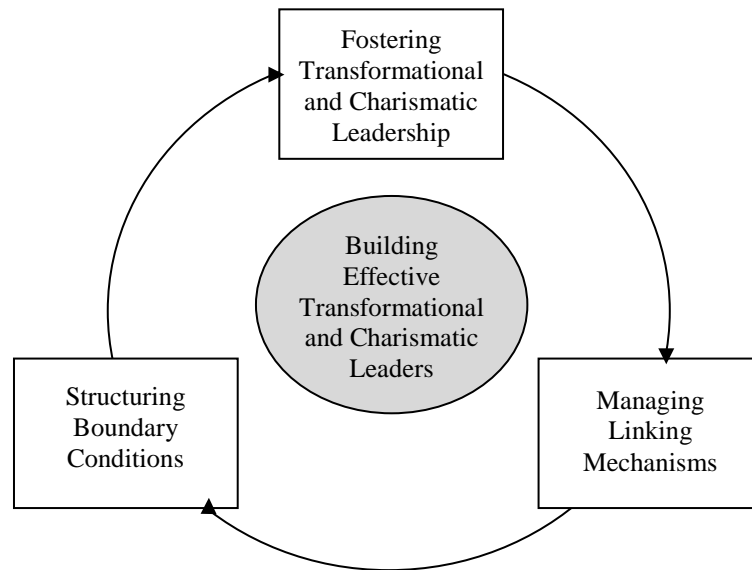 Fostering
Transformational
and Charismatic
Leadership
Building
Effective
Transformational
and Charismatic
Leaders
Structuring
Boundary
Conditions
Managing
Linking
Mechanisms